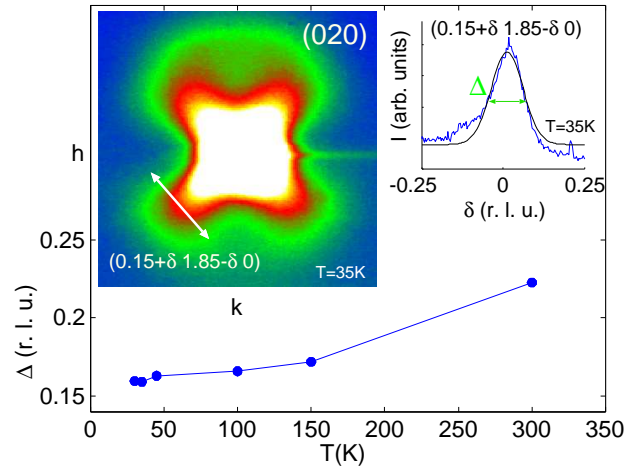 (020)
h
(0.15+δ 1.85-δ 0)
T=35K
k
(0.15+δ 1.85-δ 0)
I (arb. units)
Δ
T=35K
-0.25 0 0.25
δ (r. l. u.)
0.25
0.2
0.15
Δ (r. l. u.)
0 50 100 150 200 250 300 350
T(K)